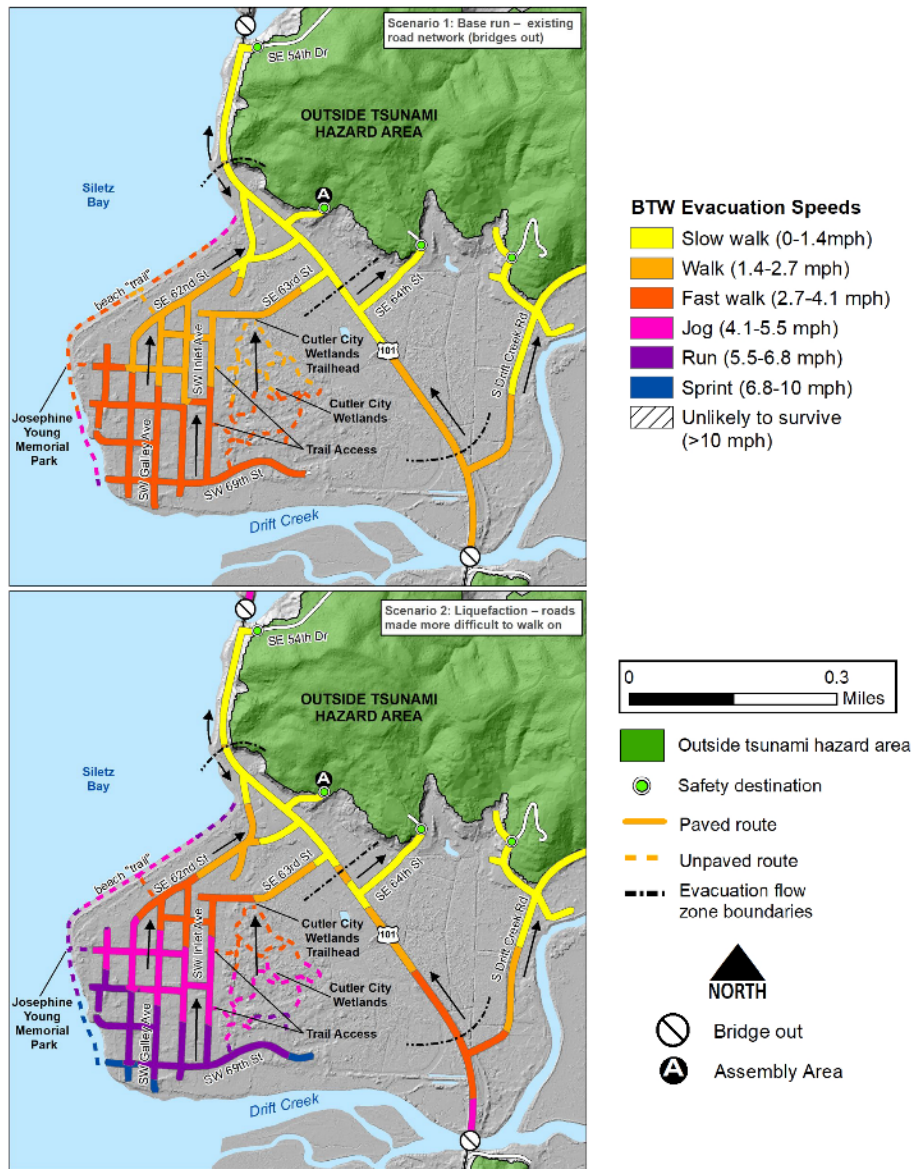 Scenario 1: Base run – existing
road network (bridges out)
SE 54th Dr
OUTSIDE TSUNAMI
HAZARD AREA
Siletz
Bay
A
beach "trail"
SE 62nd St
SE 63rd St
SE 64th St
SW Inlet Ave
Cutler City
Wetlands
Trailhead
101
S Drift Creek Rd
Cutler City
Wetlands
Josephine
Young
Memorial
Park
SW Galley Ave
Trail Access
SW 69th St
Drift Creek
BTW Evacuation Speeds
Slow walk (0-1.4mph)
Walk (1.4-2.7 mph)
Fast walk (2.7-4.1 mph)
Jog (4.1-5.5 mph)
Run (5.5-6.8 mph)
Sprint (6.8-10 mph)
Unlikely to survive
(>10 mph)
Scenario 2: Liquefaction – roads
made more difficult to walk on
SE 54th Dr
OUTSIDE TSUNAMI
HAZARD AREA
Siletz
Bay
A
beach "trail"
SE 62nd St
SE 63rd St
SE 64th St
SW Inlet Ave
Cutler City
Wetlands
Trailhead
101
S Drift Creek Rd
Cutler City
Wetlands
Josephine
Young
Memorial
Park
SW Galley Ave
Trail Access
SW 69th St
Drift Creek
0 0.3
Miles
Outside tsunami hazard area
Safety destination
Paved route
Unpaved route
Evacuation flow
zone boundaries
NORTH
Bridge out
A Assembly Area